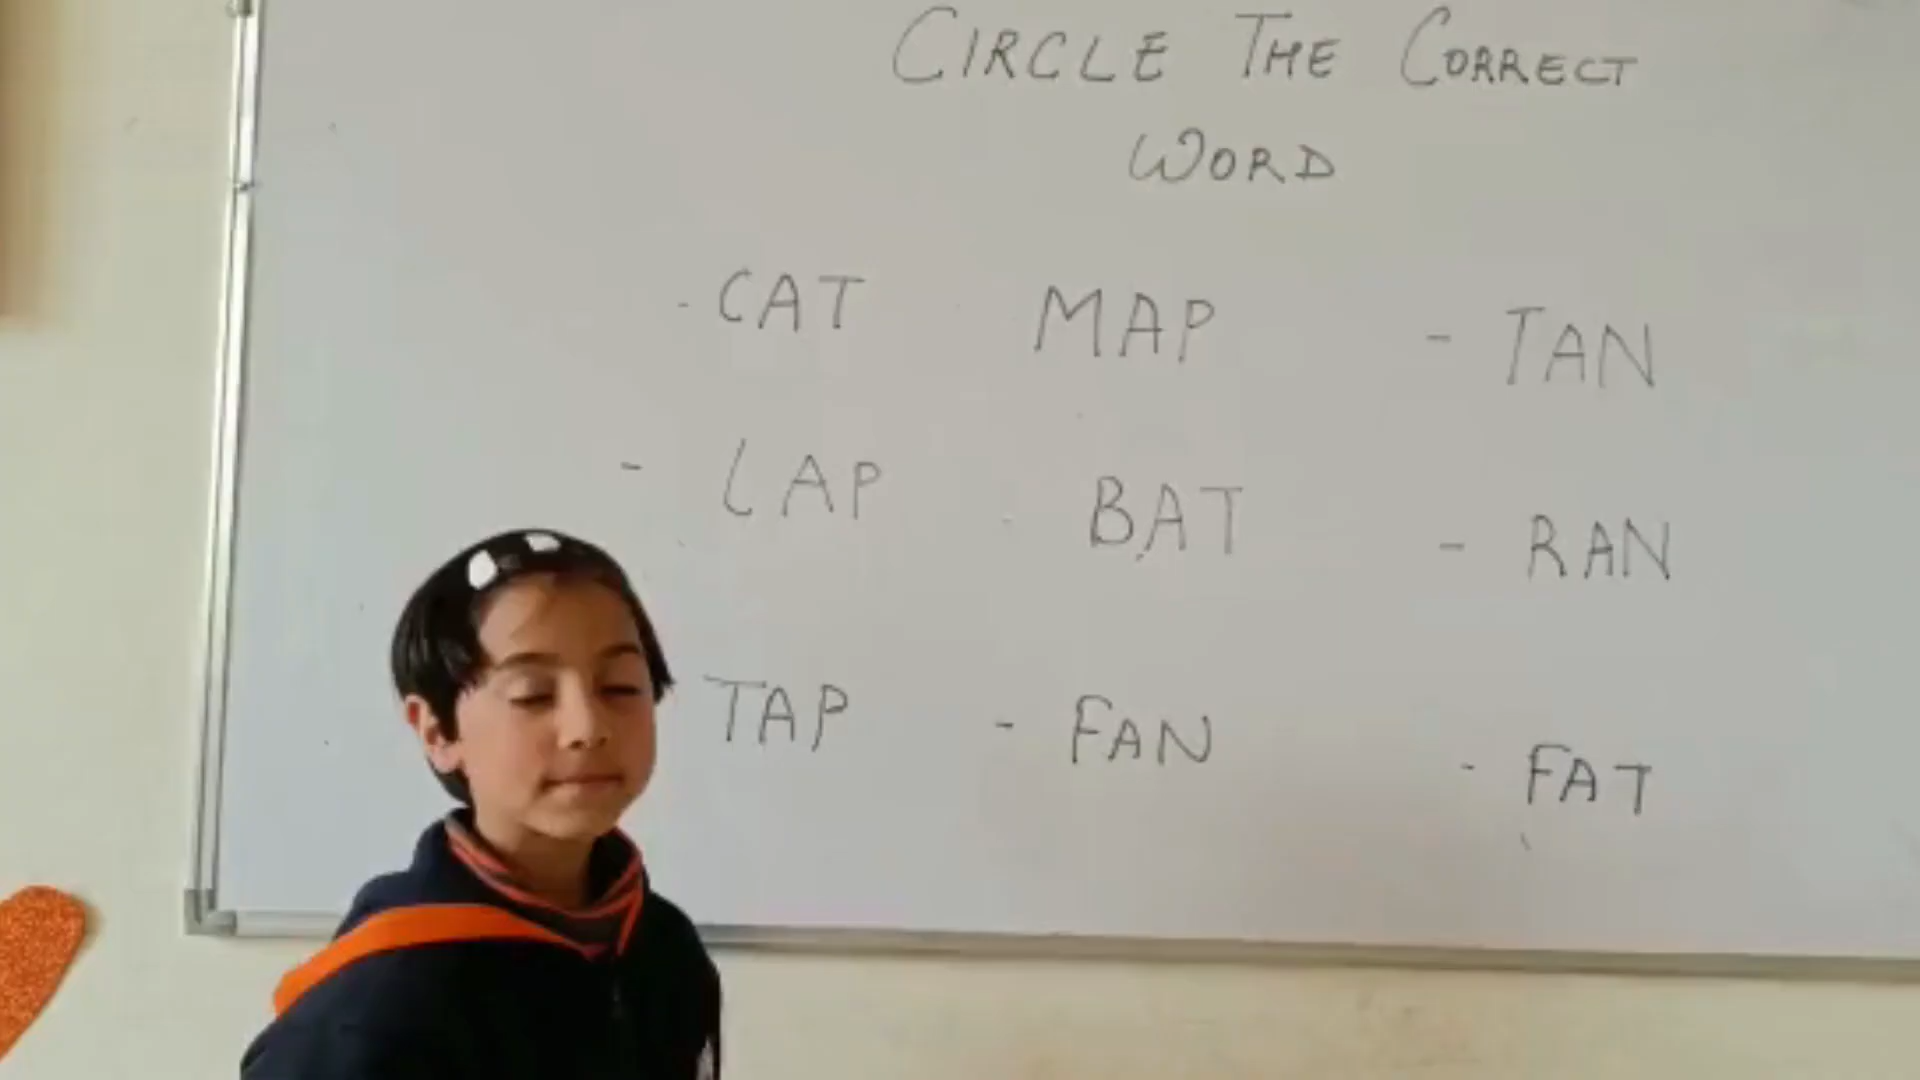 CIRCLE THE CORRECT
WORD
- CAT MAP - TAN
- LAP - BAT - RAN
TAP - FAN - FAT